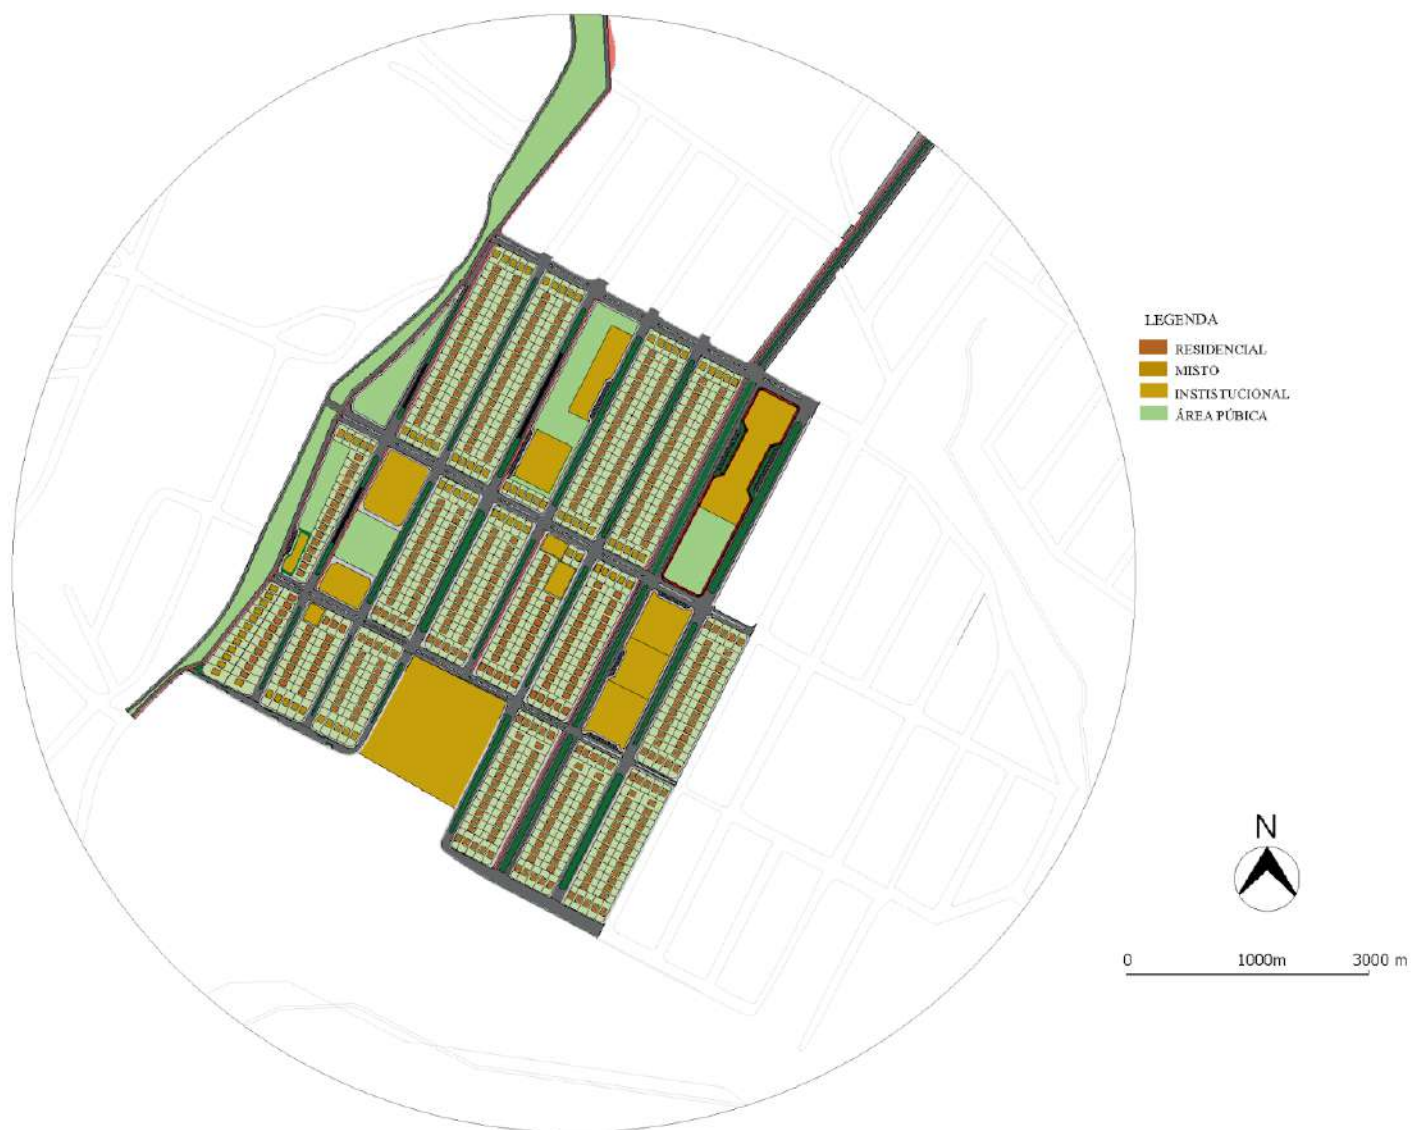 LEGENDA
RESIDENCIAL
MISTO
INSTISTUCIONAL
ÁREA PÚBICA
N
0 1000m 3000 m